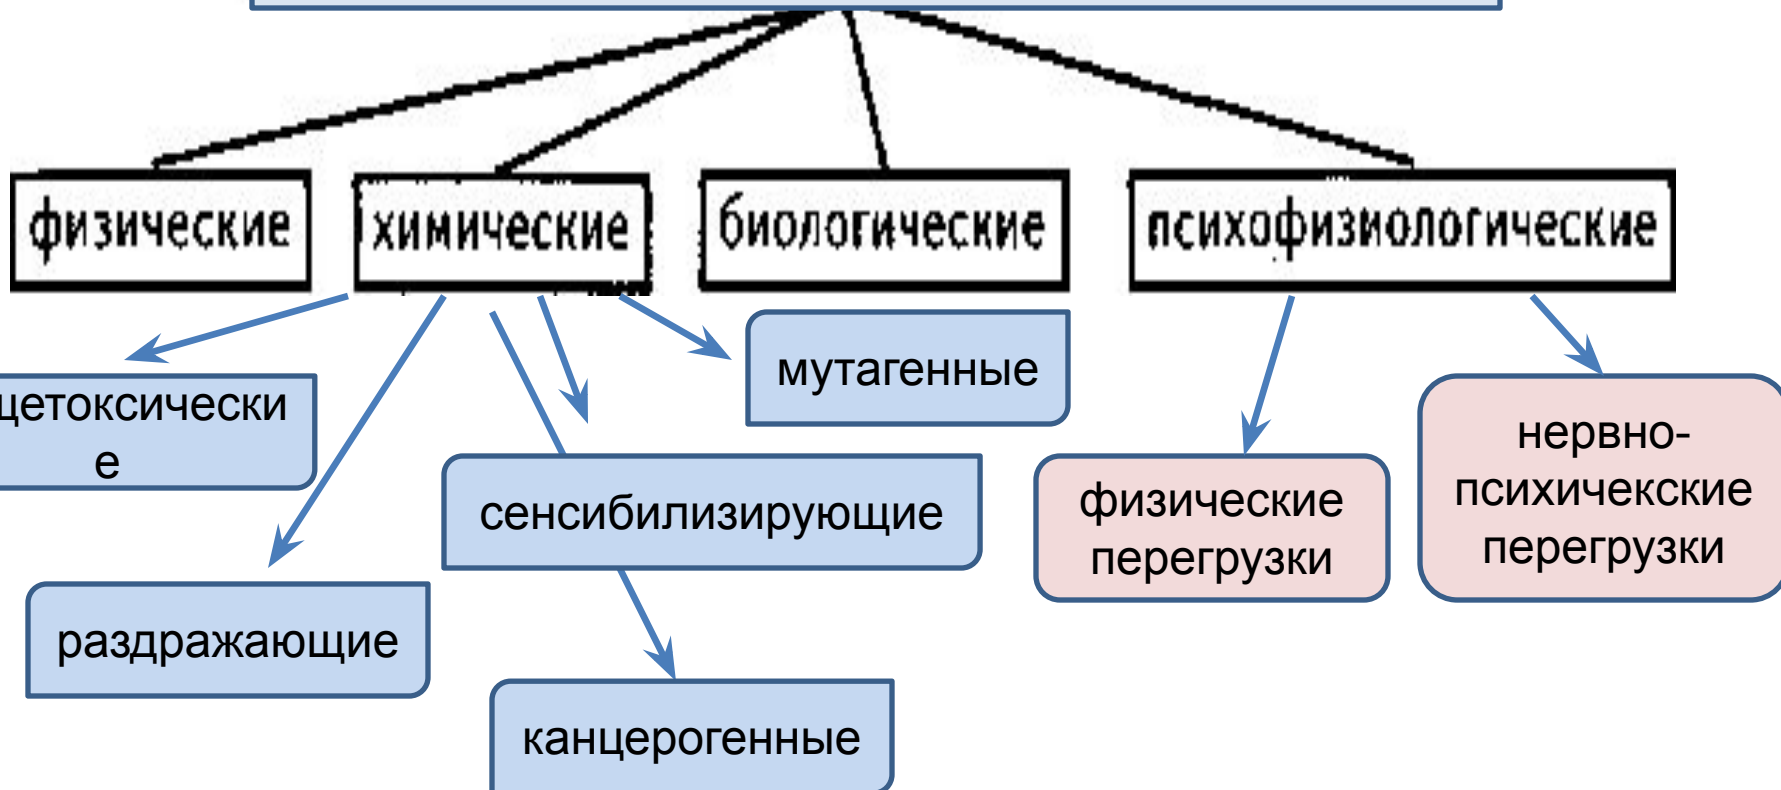 физические
химические
биологические
психофизиологические
мутагенные
цетоксически
е
сенсибилизирующие
физические
перегрузки
нервно-
психичекские
перегрузки
раздражающие
канцерогенные